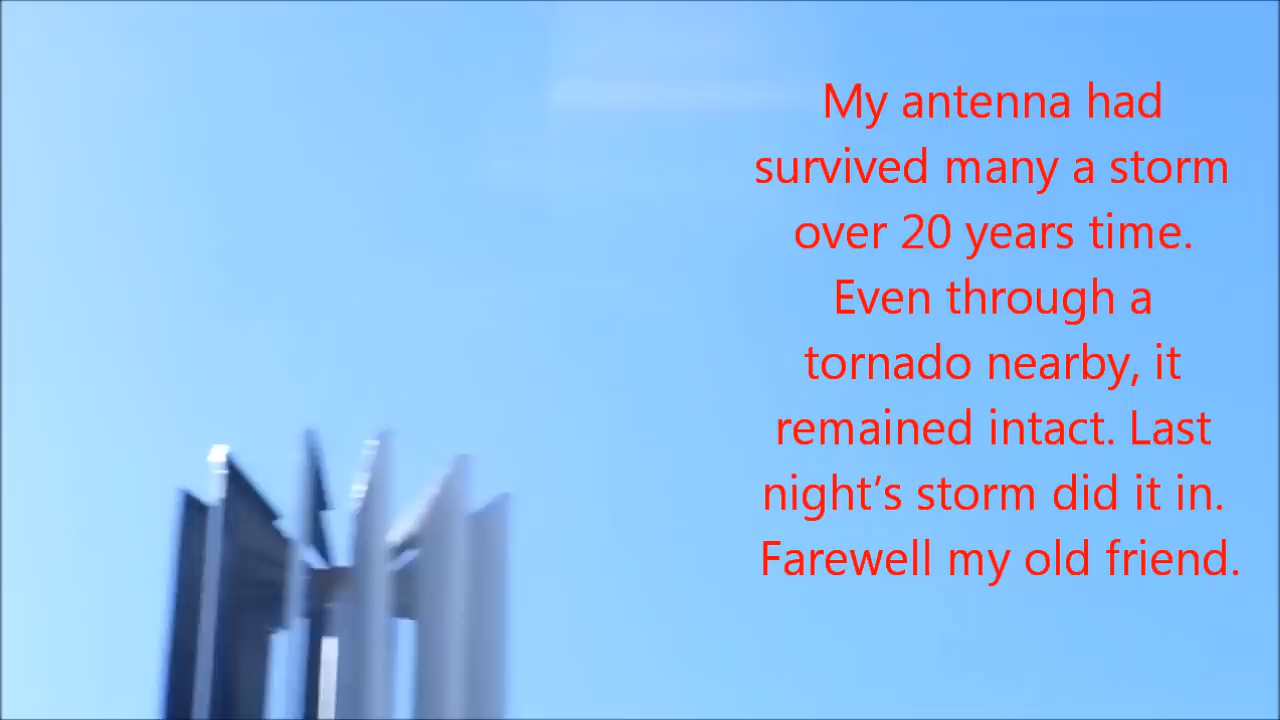 My antenna had
survived many a storm
over 20 years time.
Even through a
tornado nearby, it
remained intact. Last
night’s storm did it in.
Farewell my old friend.